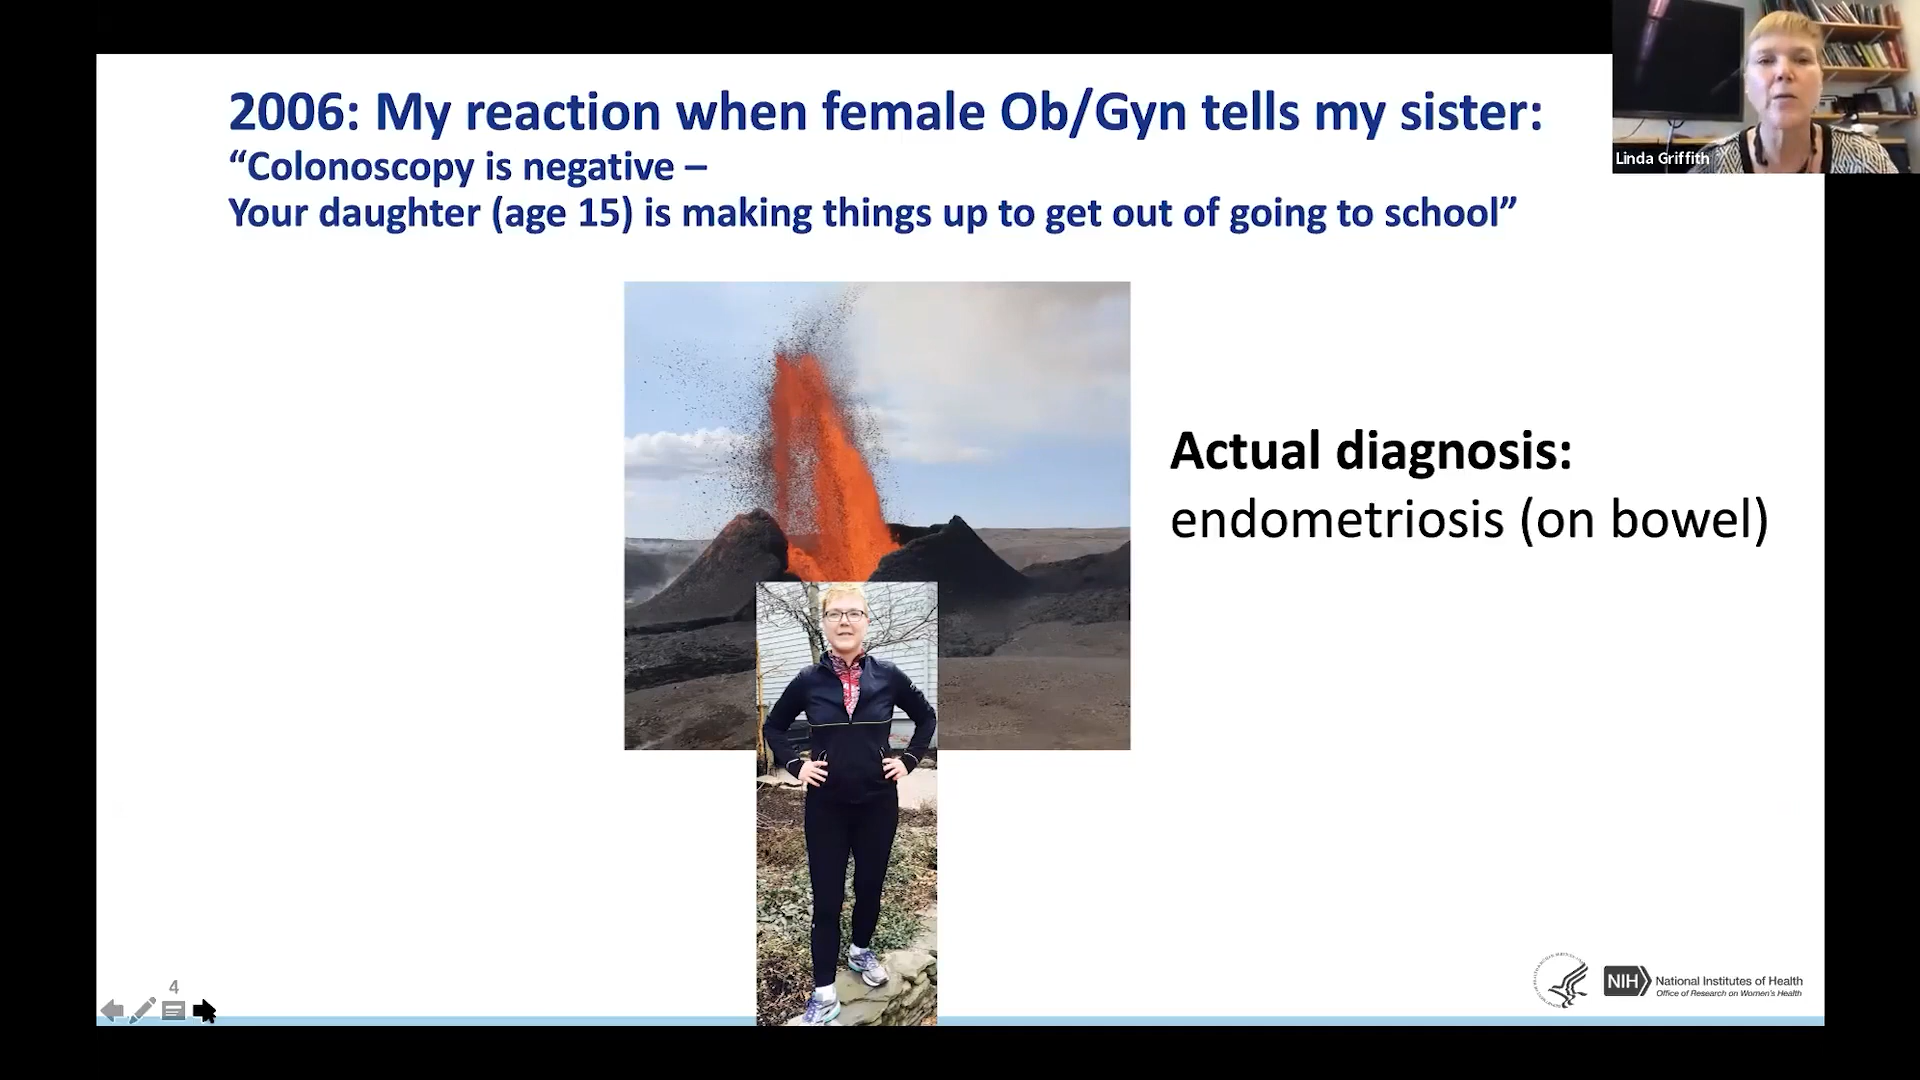 2006: My reaction when female Ob/Gyn tells my sister:
“Colonoscopy is negative –
Your daughter (age 15) is making things up to get out of going to school”
Linda Griffith
Actual diagnosis:
endometriosis (on bowel)
4
NIH
National Institutes of Health
Office of Research on Women's Health